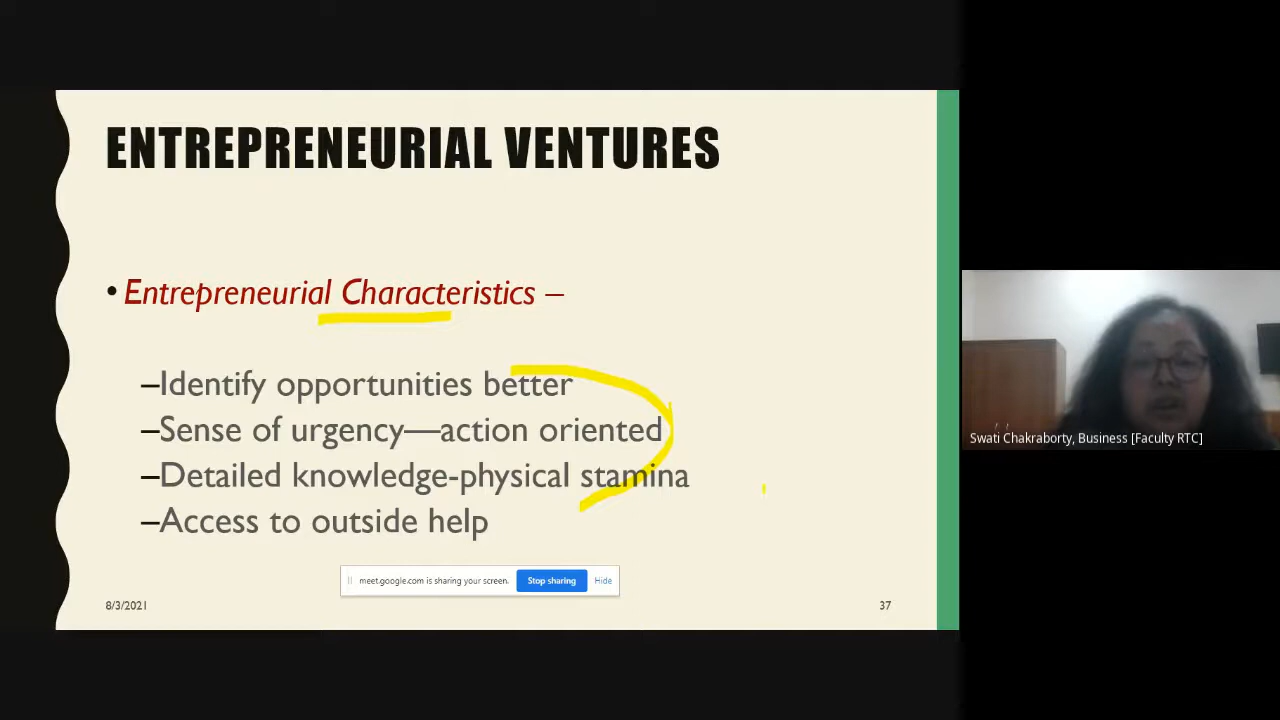 ENTREPRENEURIAL VENTURES
• Entrepreneurial Characteristics –
–Identify opportunities better
–Sense of urgency—action oriented
–Detailed knowledge-physical stamina
–Access to outside help
meet.google.com is sharing your screen. Stop sharing Hide
8/3/2021 37
Swati Chakraborty, Business [Faculty RTC]